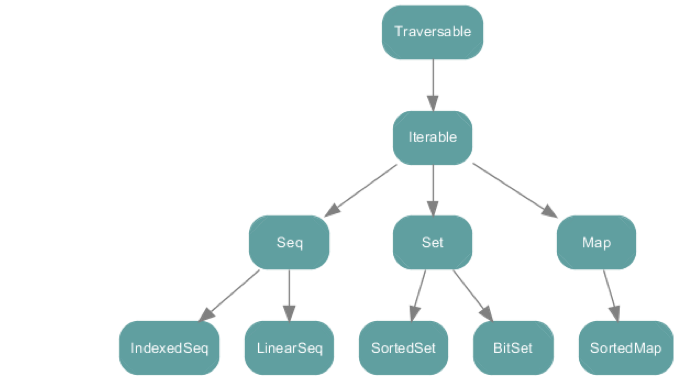 Traversable
Iterable
Seq
Set
Map
IndexedSeq
LinearSeq
SortedSet
BitSet
SortedMap